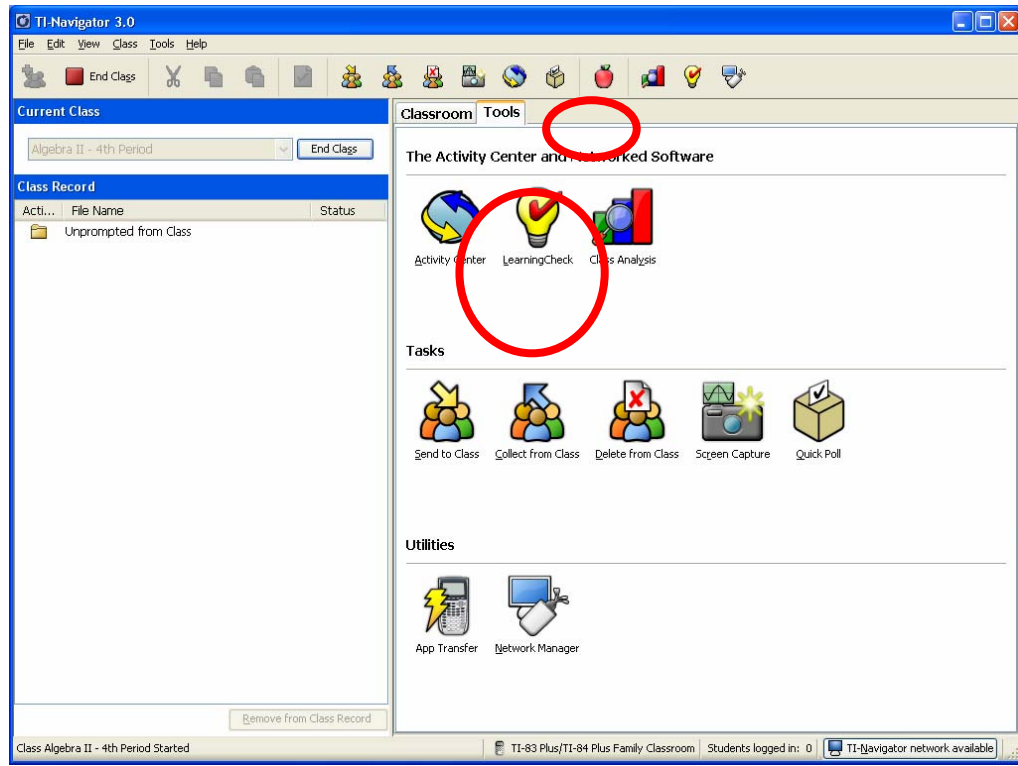 TI-Navigator 3.0
File Edit View Class Tools Help
End Class
Current Class
Algebra II - 4th Period End Class
Class Record
Acti... File Name Status
Unprompted from Class
Classroom Tools
The Activity Center and Networked Software
Activity Center LearningCheck Class Analysis
Tasks
Send to Class Collect from Class Delete from Class Screen Capture Quick Poll
Utilities
App Transfer Network Manager
Remove from Class Record
Class Algebra II - 4th Period Started TI-83 Plus/TI-84 Plus Family Classroom Students logged in: 0 TI-Navigator network available